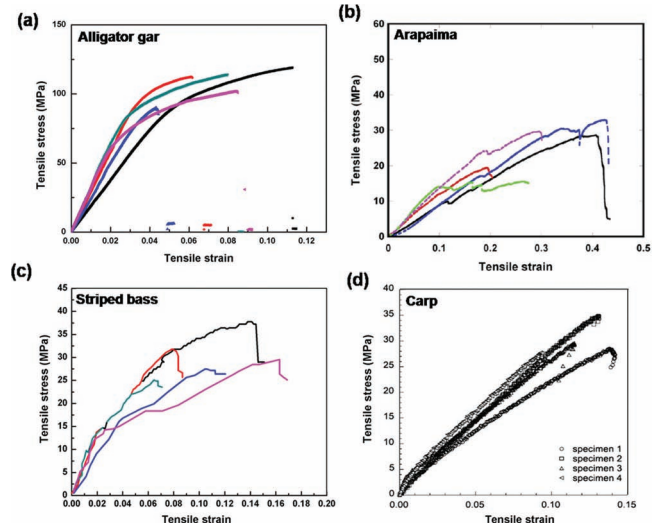 (a)
Alligator gar
Tensile stress (MPa)
150
100
50
0
0.00 0.02 0.04 0.06 0.08 0.10 0.12
Tensile strain
(b)
Arapaima
Tensile stress (MPa)
60
50
40
30
20
10
0
0 0.1 0.2 0.3 0.4 0.5
Tensile strain
(c)
Striped bass
Tensile stress (MPa)
45
40
35
30
25
20
15
10
5
0
0.00 0.02 0.04 0.06 0.08 0.10 0.12 0.14 0.16 0.18 0.20
Tensile strain
(d)
Carp
Tensile stress (MPa)
35
30
25
20
15
10
5
0
0.00 0.05 0.10 0.15
specimen 1
specimen 2
specimen 3
specimen 4
Tensile strain